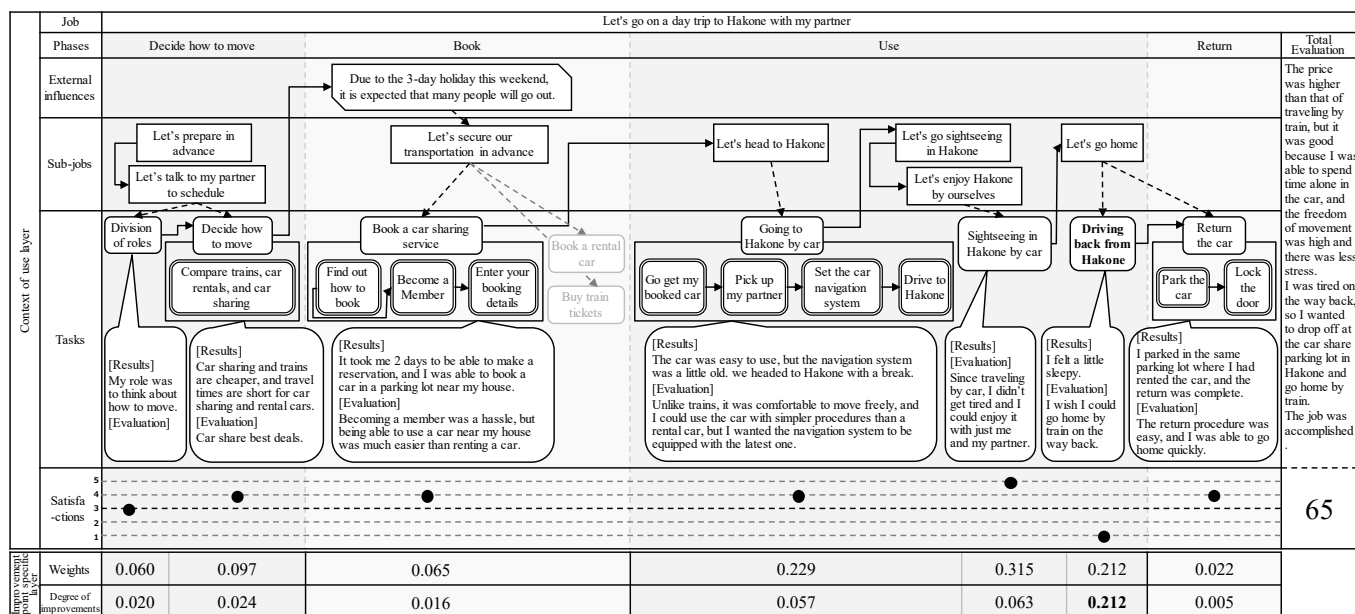 Job
Let's go on a day trip to Hakone with my partner
Phases
Decide how to move
Book
Use
Return
Total
Evaluation
Context of use layer
External
influences
Due to the 3-day holiday this weekend,
it is expected that many people will go out.
Sub-jobs
Let's prepare in
advance
Let's talk to my partner
to schedule
Let's secure our
transportation in advance
Let's head to Hakone
Let's go sightseeing
in Hakone
Let's enjoy Hakone
by ourselves
Let's go home
Tasks
Division
of roles
Decide how
to move
Compare trains, car
rentals, and car
sharing
Book a car sharing
service
Find out
how to
book
Become a
Member
Enter your
booking
details
Book a rental
car
Buy train
tickets
Going to
Hakone by car
Go get my
booked car
Pick up
my partner
Set the car
navigation
system
Drive to
Hakone
Sightseeing in
Hakone by car
Driving
back from
Hakone
Return
the car
Park the
car
Lock
the
door
[Results]
My role was
to think about
how to move.
[Evaluation]
[Results]
Car sharing and trains
are cheaper, and travel
times are short for car
sharing and rental cars.
[Evaluation]
Car share best deals.
[Results]
It took me 2 days to be able to make a
reservation, and I was able to book a
car in a parking lot near my house.
[Evaluation]
Becoming a member was a hassle, but
being able to use a car near my house
was much easier than renting a car.
[Results]
The car was easy to use, but the navigation system
was a little old. we headed to Hakone with a break.
[Evaluation]
Unlike trains, it was comfortable to move freely, and
I could use the car with simpler procedures than a
rental car, but I wanted the navigation system to be
equipped with the latest one.
[Results]
[Evaluation]
Since traveling
by car, I didn't
get tired and I
could enjoy it
with just me
and my partner.
[Results]
I felt a little
sleepy.
[Evaluation]
I wish I could
go home by
train on the
way back.
[Results]
I parked in the same
parking lot where I had
rented the car, and the
return was complete.
[Evaluation]
The return procedure was
easy, and I was able to go
home quickly.
The price
was higher
than that of
traveling by
train, but it
was good
because I was
able to spend
time alone in
the car, and
the freedom
of movement
was high and
there was less
stress.
I was tired on
the way back,
so I wanted
to drop off at
the car share
parking lot in
Hakone and
go home by
train.
The job was
accomplished
.
Satisfa
-ctions
5
4
3
2
1
65
Improvement
point specific
layer
Weights
0.060
0.097
0.065
0.229
0.315
0.212
0.022
Degree of
improvements
0.020
0.024
0.016
0.057
0.063
0.212
0.005